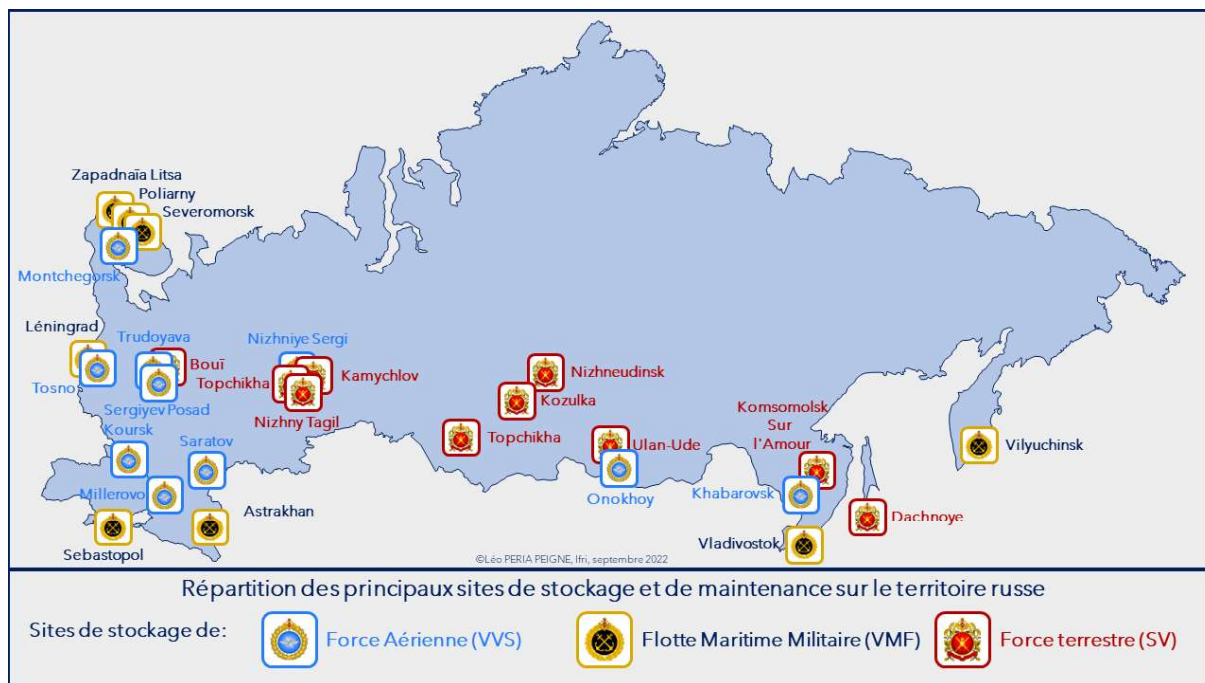 Zapadnaïa Litsa
Poliarny
Severomorsk
Montchegorsk
Léningrad
Trudoyava
Nizhniye Sergi
Bouï
Tosno
Topchikha
Kamychlov
Nizhneudinsk
Sergiyev Posad
Nizhny Tagil
Kozulka
Koursk
Saratov
Topchikha
Ulan-Ude
Komsomolsk
Sur
l'Amour
Vilyuchinsk
Millerovo
Onokhoy
Khabarovsk
Astrakhan
Dachnoye
Sebastopol
Vladivostok
©Léo PERIA PEIGNE, Ifri, septembre 2022
Répartition des principaux sites de stockage et de maintenance sur le territoire russe
Sites de stockage de:
Force Aérienne (VVS)
Flotte Maritime Militaire (VMF)
Force terrestre (SV)